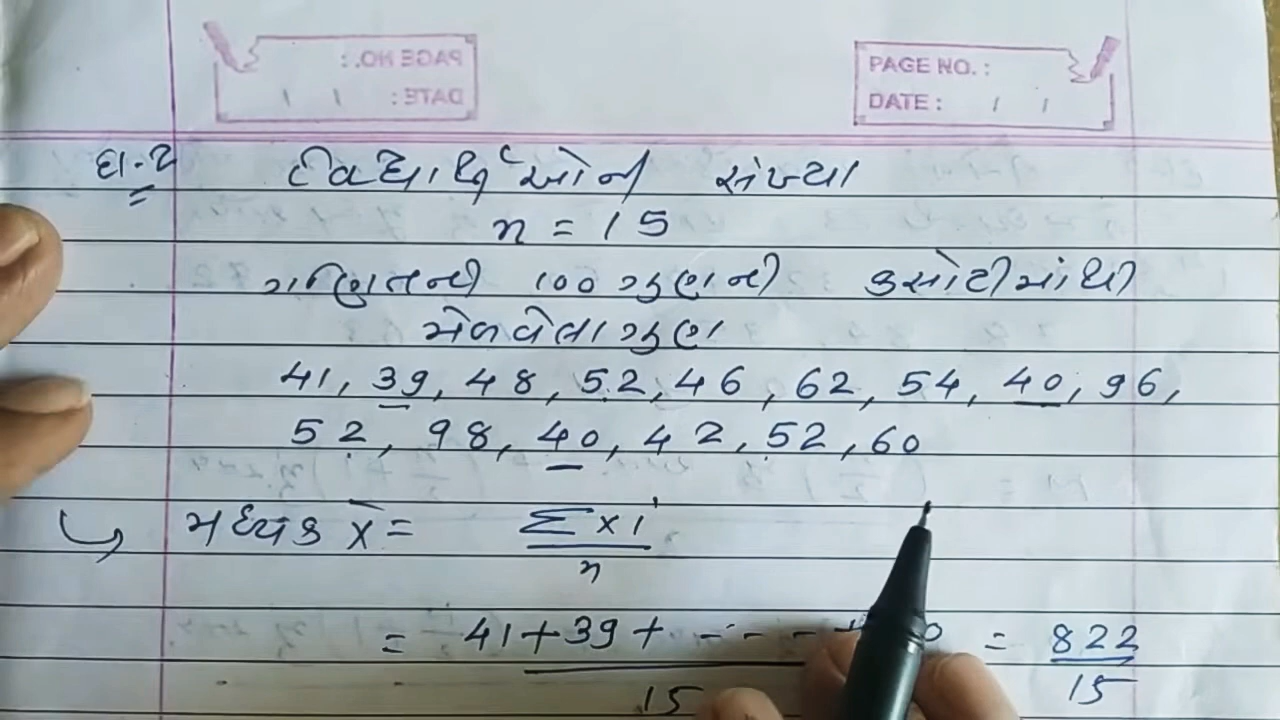 PAGE NO. :
DATE : / /
દા.૨ વિદ્યાર્થીઓની સંખ્યા
n = 15
ગણિતની 100 ગુણની કસોટીમાંથી
મેળવેલા ગુણ
41, 39, 48, 52, 46, 62, 54, 40, 96,
52, 98, 40, 42, 52, 60
મધ્યક x̄ = Σxi / n
= 41 + 39 + - - - - + 0 / 15 = 822 / 15